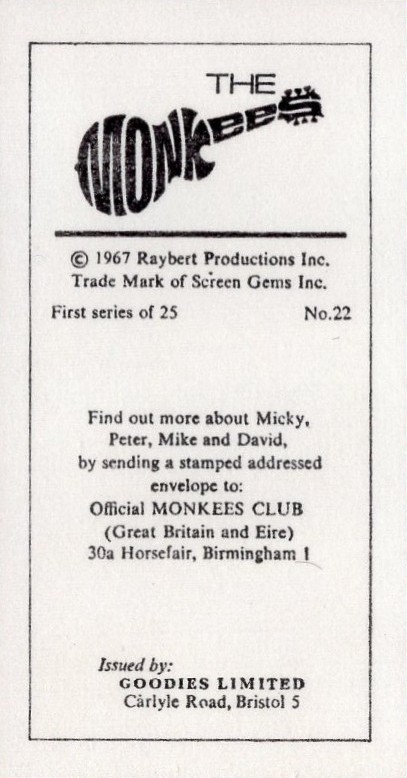 THE
MONKEES
© 1967 Raybert Productions Inc.
Trade Mark of Screen Gems Inc.
First series of 25 No.22
Find out more about Micky,
Peter, Mike and David,
by sending a stamped addressed
envelope to:
Official MONKEES CLUB
(Great Britain and Eire)
30a Horsefair, Birmingham 1
Issued by:
GOODIES LIMITED
Carlyle Road, Bristol 5